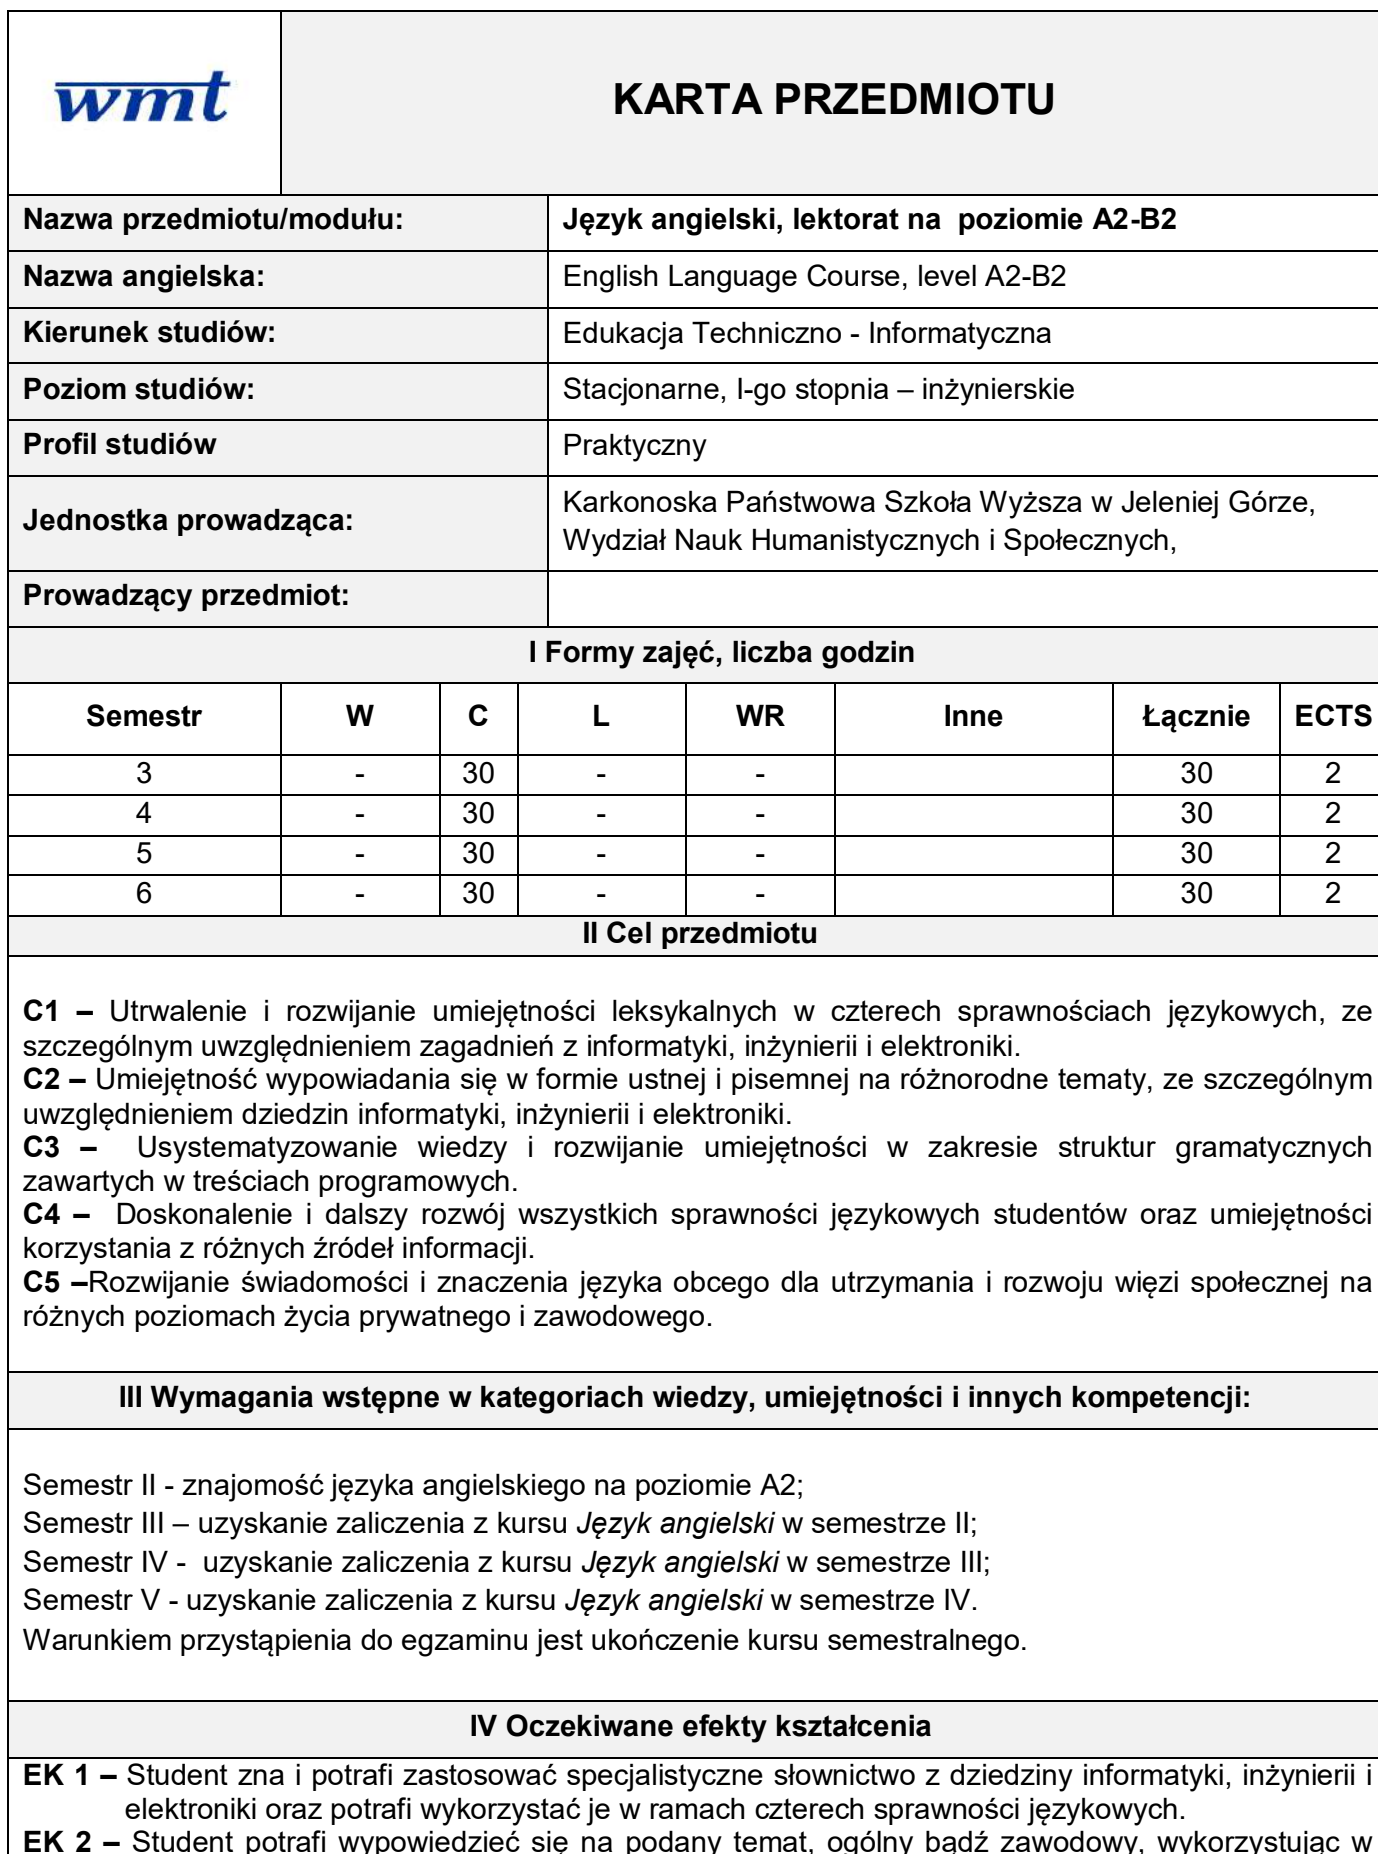 wmt
KARTA PRZEDMIOTU
Nazwa przedmiotu/modułu: Język angielski, lektorat na poziomie A2-B2
Nazwa angielska: English Language Course, level A2-B2
Kierunek studiów: Edukacja Techniczno - Informatyczna
Poziom studiów: Stacjonarne, I-go stopnia – inżynierskie
Profil studiów Praktyczny
Jednostka prowadząca: Karkonoska Państwowa Szkoła Wyższa w Jeleniej Górze,
Wydział Nauk Humanistycznych i Społecznych,
Prowadzący przedmiot:
I Formy zajęć, liczba godzin
Semestr W C L WR Inne Łącznie ECTS
3 - 30 - - 30 2
4 - 30 - - 30 2
5 - 30 - - 30 2
6 - 30 - - 30 2
II Cel przedmiotu
C1 – Utrwalenie i rozwijanie umiejętności leksykalnych w czterech sprawnościach językowych, ze
szczególnym uwzględnieniem zagadnień z informatyki, inżynierii i elektroniki.
C2 – Umiejętność wypowiadania się w formie ustnej i pisemnej na różnorodne tematy, ze szczególnym
uwzględnieniem dziedzin informatyki, inżynierii i elektroniki.
C3 – Usystematyzowanie wiedzy i rozwijanie umiejętności w zakresie struktur gramatycznych
zawartych w treściach programowych.
C4 – Doskonalenie i dalszy rozwój wszystkich sprawności językowych studentów oraz umiejętności
korzystania z różnych źródeł informacji.
C5 –Rozwijanie świadomości i znaczenia języka obcego dla utrzymania i rozwoju więzi społecznej na
różnych poziomach życia prywatnego i zawodowego.
III Wymagania wstępne w kategoriach wiedzy, umiejętności i innych kompetencji:
Semestr II - znajomość języka angielskiego na poziomie A2;
Semestr III – uzyskanie zaliczenia z kursu Język angielski w semestrze II;
Semestr IV - uzyskanie zaliczenia z kursu Język angielski w semestrze III;
Semestr V - uzyskanie zaliczenia z kursu Język angielski w semestrze IV.
Warunkiem przystąpienia do egzaminu jest ukończenie kursu semestralnego.
IV Oczekiwane efekty kształcenia
EK 1 – Student zna i potrafi zastosować specjalistyczne słownictwo z dziedziny informatyki, inżynierii i
elektroniki oraz potrafi wykorzystać je w ramach czterech sprawności językowych.
EK 2 – Student potrafi wypowiedzieć się na podany temat, ogólny bądź zawodowy, wykorzystując w